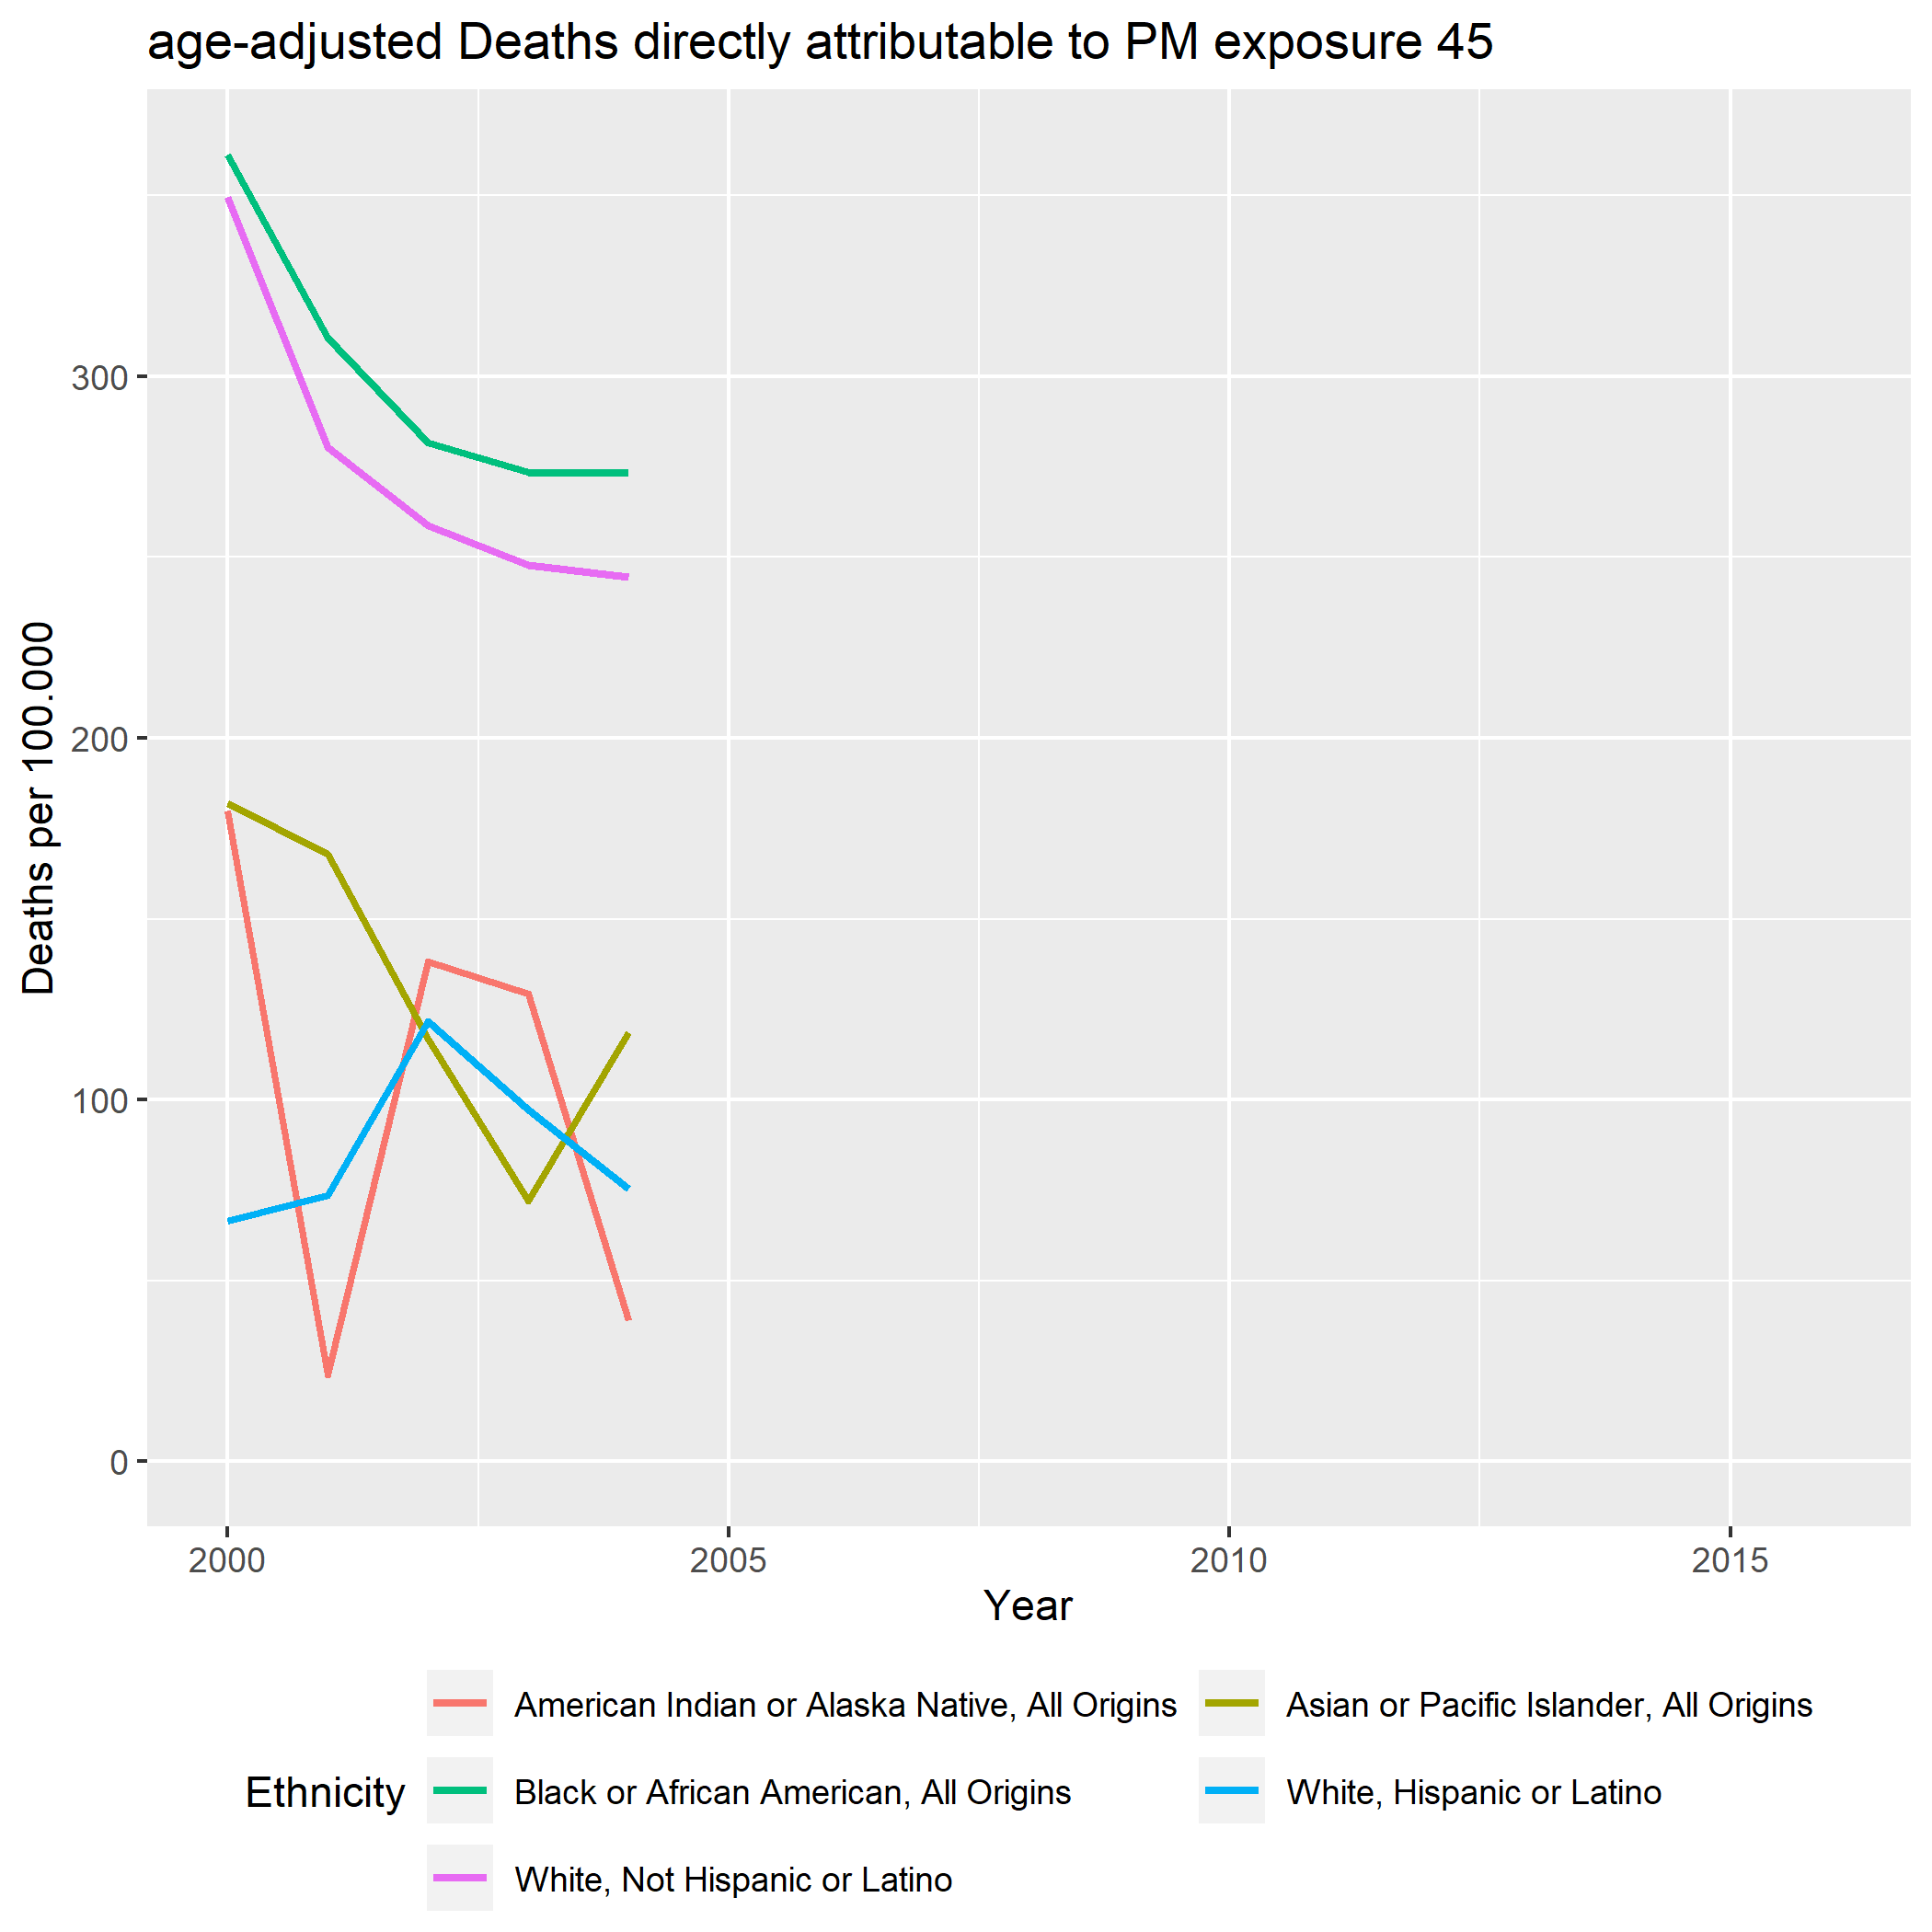 age-adjusted Deaths directly attributable to PM exposure 45
Deaths per 100.000
300
200
100
0
2000
2005
2010
2015
Year
Ethnicity
American Indian or Alaska Native, All Origins
Asian or Pacific Islander, All Origins
Black or African American, All Origins
White, Hispanic or Latino
White, Not Hispanic or Latino